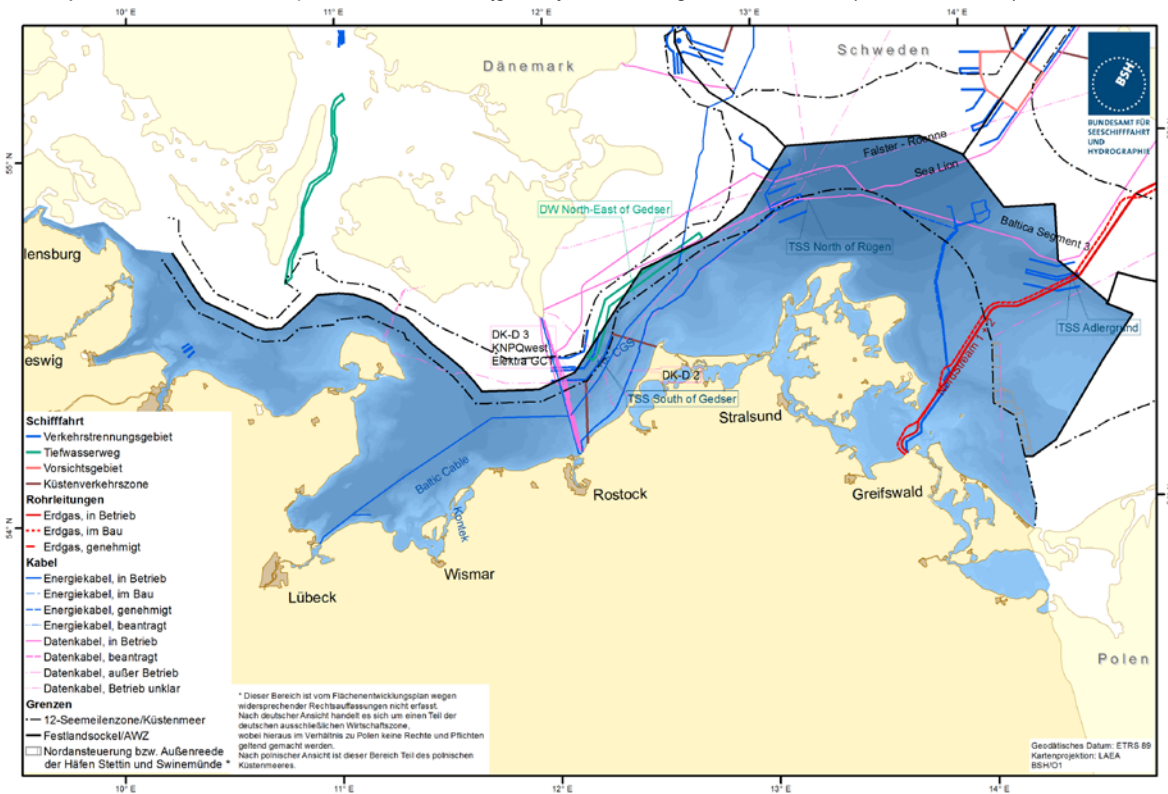 10° E
11° E
12° E
13° E
14° E
Schweden
Dänemark
BSH
BUNDESAMT FÜR
SEESCHIFFFAHRT
UND
HYDROGRAPHIE
55° N
Falster - Roenne
Sea Lion
DW North-East of Gedser
TSS North of Rügen
Baltica Segment 3
lensburg
TSS Adlergrund
DK-D 3
KNPQwest
Elektra GC1
eswig
CGS
DK-D 2
TSS South of Gedser
Stralsund
Baltic Cable
Rostock
Greifswald
Kontek
54° N
Wismar
Lübeck
Polen
Schifffahrt
Verkehrstrennungsgebiet
Tiefwasserweg
Vorsichtsgebiet
Küstenverkehrszone
Rohrleitungen
Erdgas, in Betrieb
Erdgas, im Bau
Erdgas, genehmigt
Kabel
Energiekabel, in Betrieb
Energiekabel, im Bau
Energiekabel, genehmigt
Energiekabel, beantragt
Datenkabel, in Betrieb
Datenkabel, beantragt
Datenkabel, außer Betrieb
Datenkabel, Betrieb unklar
Grenzen
12-Seemeilenzone/Küstenmeer
Festlandsockel/AWZ
Nordansteuerung bzw. Außenreede
der Häfen Stettin und Swinemünde *
* Dieser Bereich ist vom Flächenentwicklungsplan wegen
widersprechender Rechtsauffassungen nicht erfasst.
Nach deutscher Ansicht handelt es sich um einen Teil der
deutschen ausschließlichen Wirtschaftszone,
wobei hieraus im Verhältnis zu Polen keine Rechte und Pflichten
geltend gemacht werden.
Nach polnischer Ansicht ist dieser Bereich Teil des polnischen
Küstenmeeres.
Geodätisches Datum: ETRS 89
Kartenprojektion: LAEA
BSH/O1
10° E
11° E
12° E
13° E
14° E